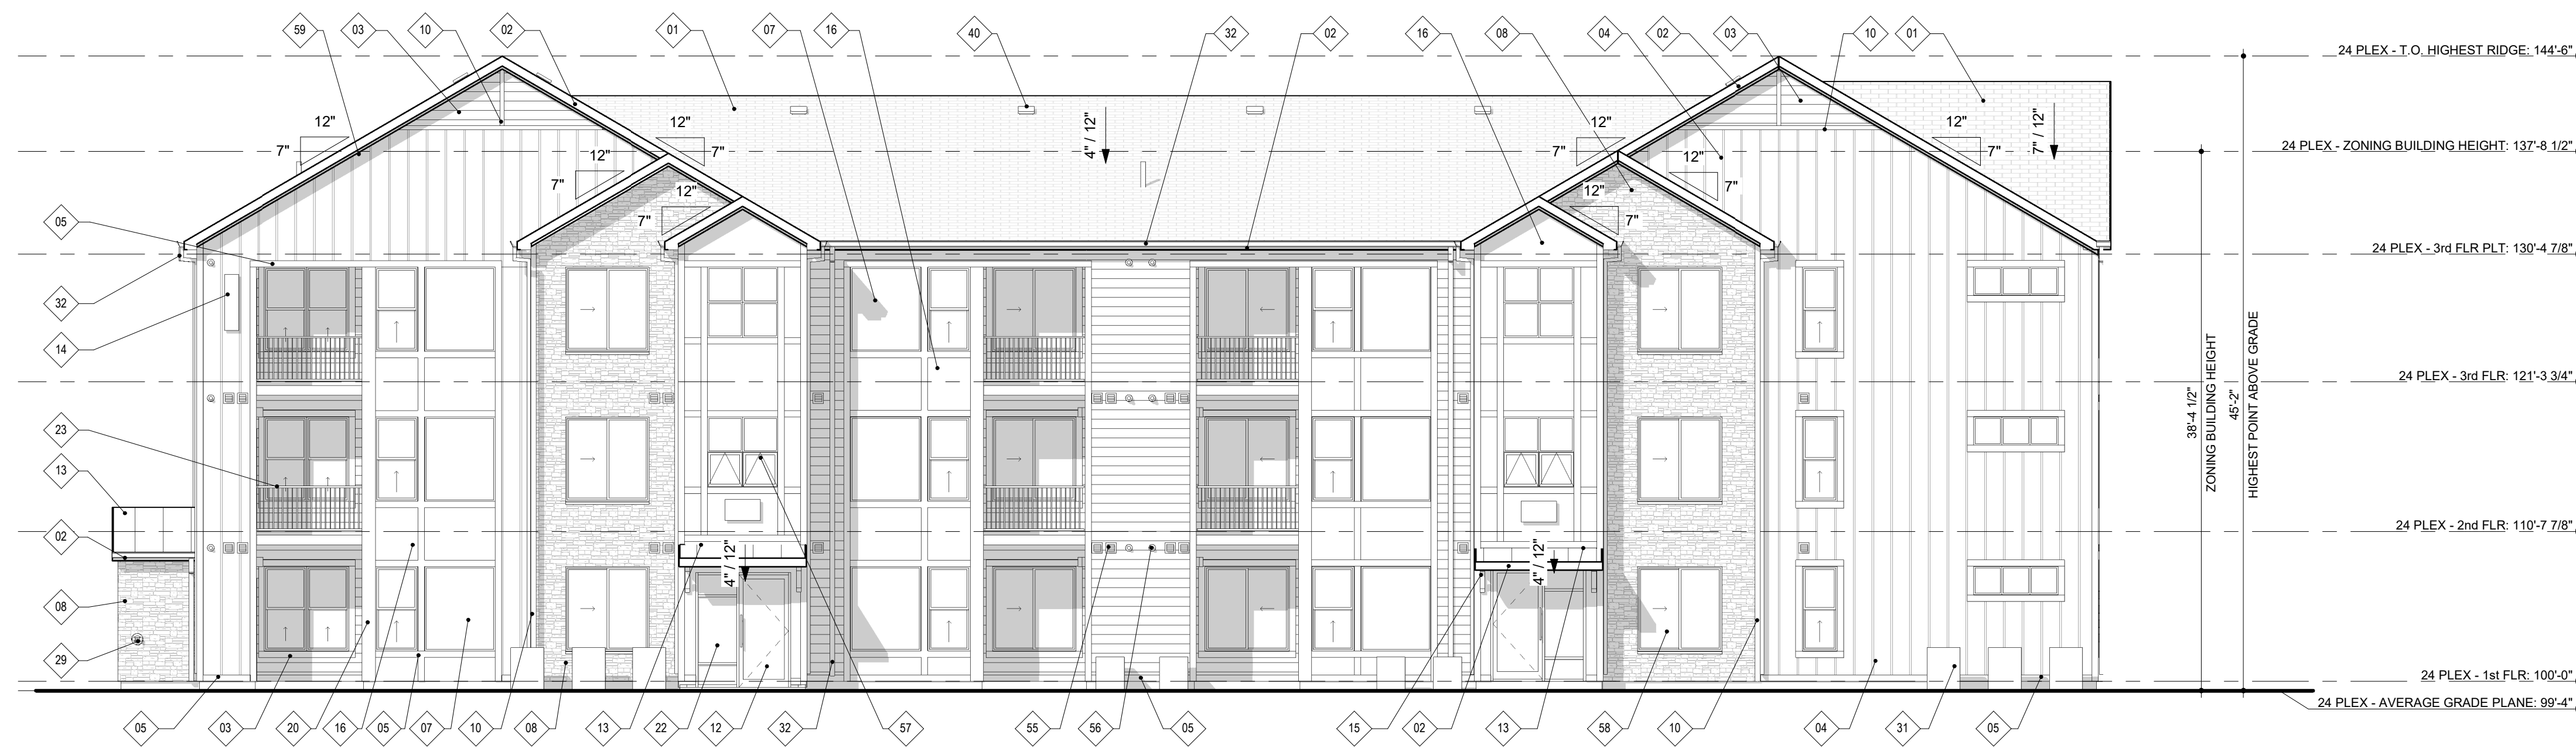 59 03 10 02 01 07 16 40 32 02 16 08 04 02 03 10 01
24 PLEX - T.O. HIGHEST RIDGE: 144'-6"
12" 12" 4" / 12" 12" 12" 7" / 12"
7" 7" 7" 7"
24 PLEX - ZONING BUILDING HEIGHT: 137'-8 1/2"
12" 12"
7" 7"
12" 12"
7" 7"
05
24 PLEX - 3rd FLR PLT: 130'-4 7/8"
32
14
24 PLEX - 3rd FLR: 121'-3 3/4"
38'-4 1/2"
ZONING BUILDING HEIGHT
45'-2"
HIGHEST POINT ABOVE GRADE
23
13
24 PLEX - 2nd FLR: 110'-7 7/8"
02
4" / 12" 4" / 12"
08
29
24 PLEX - 1st FLR: 100'-0"
24 PLEX - AVERAGE GRADE PLANE: 99'-4"
05 03 20 16 05 07 10 08 13 22 12 32 57 55 56 05 15 02 13 58 10 04 31 05